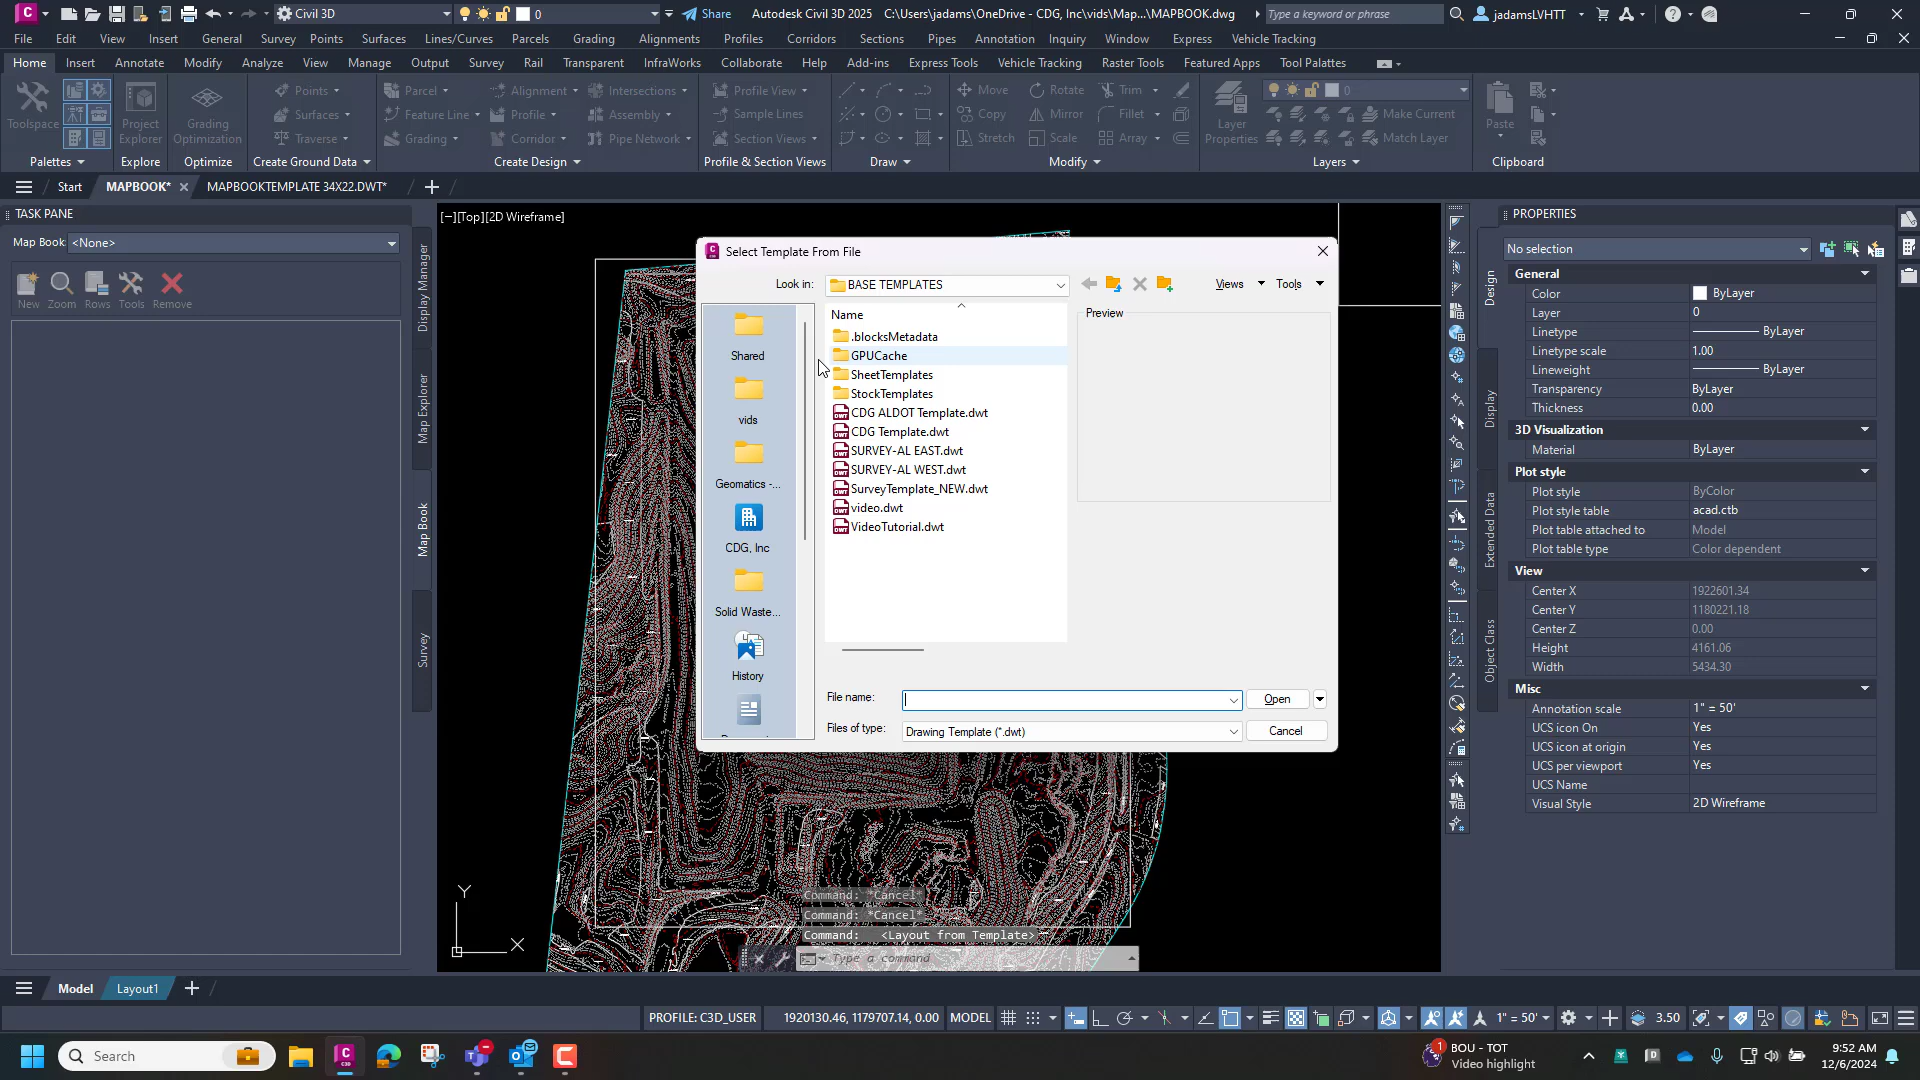 Civil 3D
0
Share
Autodesk Civil 3D 2025
C:\Users\jadams\OneDrive - CDG, Inc\vids\Map...\MAPBOOK.dwg
Type a keyword or phrase
jadamsLVHTT
File Edit View Insert General Survey Points Surfaces Lines/Curves Parcels Grading Alignments Profiles Corridors Sections Pipes Annotation Inquiry Window Express Vehicle Tracking
Home Insert Annotate Modify Analyze View Manage Output Survey Rail Transparent InfraWorks Collaborate Help Add-ins Express Tools Vehicle Tracking Raster Tools Featured Apps Tool Palettes
Points Parcel Alignment Intersections Profile View Move Rotate Trim 0
Toolspace Project Explorer Grading Optimization Surfaces Feature Line Profile Assembly Sample Lines Copy Mirror Fillet Layer Properties Make Current Paste
Traverse Grading Corridor Pipe Network Section Views Stretch Scale Array Match Layer
Palettes Explore Optimize Create Ground Data Create Design Profile & Section Views Draw Modify Layers Clipboard
Start MAPBOOK* MAPBOOKTEMPLATE 34X22.DWT*
TASK PANE
Map Book <None>
New Zoom Rows Tools Remove
Display Manager
Map Explorer
Map Book
Survey
[−][Top][2D Wireframe]
Select Template From File
Look in: BASE TEMPLATES
Views Tools
Name
Preview
.blocksMetadata
GPUCache
SheetTemplates
StockTemplates
CDG ALDOT Template.dwt
CDG Template.dwt
SURVEY-AL EAST.dwt
SURVEY-AL WEST.dwt
SurveyTemplate_NEW.dwt
video.dwt
VideoTutorial.dwt
Shared
vids
Geomatics -...
CDG, Inc
Solid Waste...
History
File name:
Open
Files of type: Drawing Template (*.dwt)
Cancel
Command: *Cancel*
Command: *Cancel*
Command: <Layout from Template>
Type a command
Y
X
PROPERTIES
No selection
Design
Display
Extended Data
Object Class
General
Color ByLayer
Layer 0
Linetype ByLayer
Linetype scale 1.00
Lineweight ByLayer
Transparency ByLayer
Thickness 0.00
3D Visualization
Material ByLayer
Plot style
Plot style ByColor
Plot style table acad.ctb
Plot table attached to Model
Plot table type Color dependent
View
Center X 1922601.34
Center Y 1180221.18
Center Z 0.00
Height 4161.06
Width 5434.30
Misc
Annotation scale 1" = 50'
UCS icon On Yes
UCS icon at origin Yes
UCS per viewport Yes
UCS Name
Visual Style 2D Wireframe
Model Layout1
PROFILE: C3D_USER 1920130.46, 1179707.14, 0.00 MODEL 1" = 50' 3.50
Search
BOU - TOT
Video highlight
9:52 AM
12/6/2024